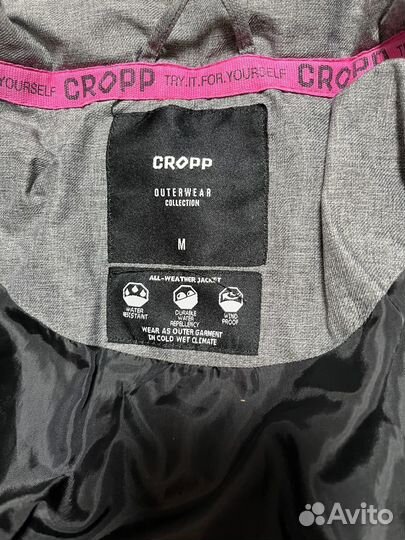 YOURSELF CROPP TRY.IT.FOR.YOURSELF CROPP
CROPP
OUTERWEAR
COLLECTION
M
ALL-WEATHER JACKET
WATER
RESISTANT
DURABLE
WATER
REPELLENCY
WIND
PROOF
WEAR AS OUTER GARMENT
IN COLD WET CLIMATE
Avito